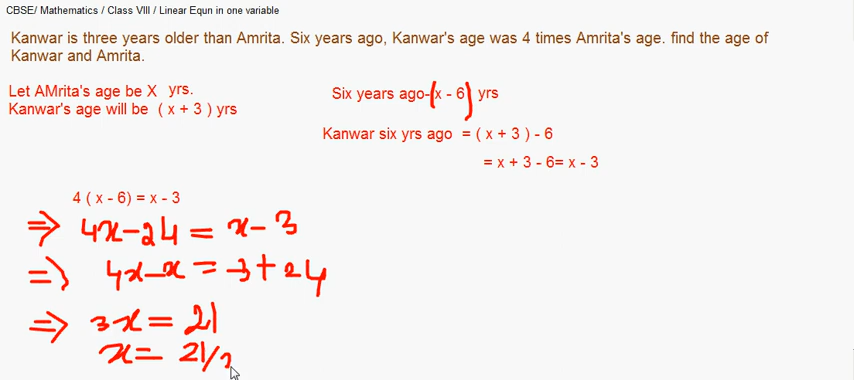 CBSE/ Mathematics / Class VIII / Linear Equn in one variable
Kanwar is three years older than Amrita. Six years ago, Kanwar's age was 4 times Amrita's age. find the age of
Kanwar and Amrita.
Let AMrita's age be X yrs.
Kanwar's age will be ( x + 3 ) yrs
Six years ago-(x - 6) yrs
Kanwar six yrs ago = ( x + 3 ) - 6
= x + 3 - 6= x - 3
4 ( x - 6) = x - 3
⇒ 4x - 24 = x - 3
⇒ 4x - x = -3 + 24
⇒ 3x = 21
x = 21/3